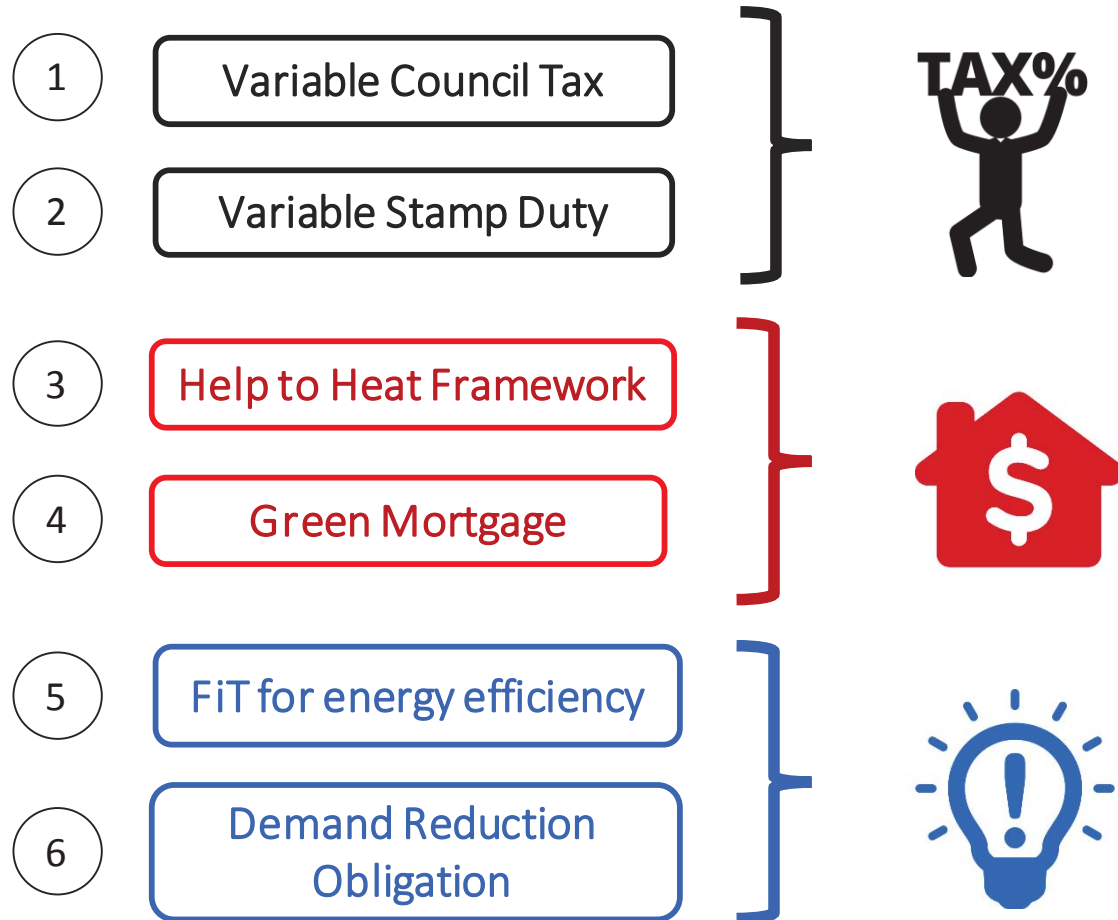 TAX%
1
Variable Council Tax
2
Variable Stamp Duty
3
Help to Heat Framework
$
4
Green Mortgage
5
FiT for energy efficiency
!
6
Demand Reduction
Obligation